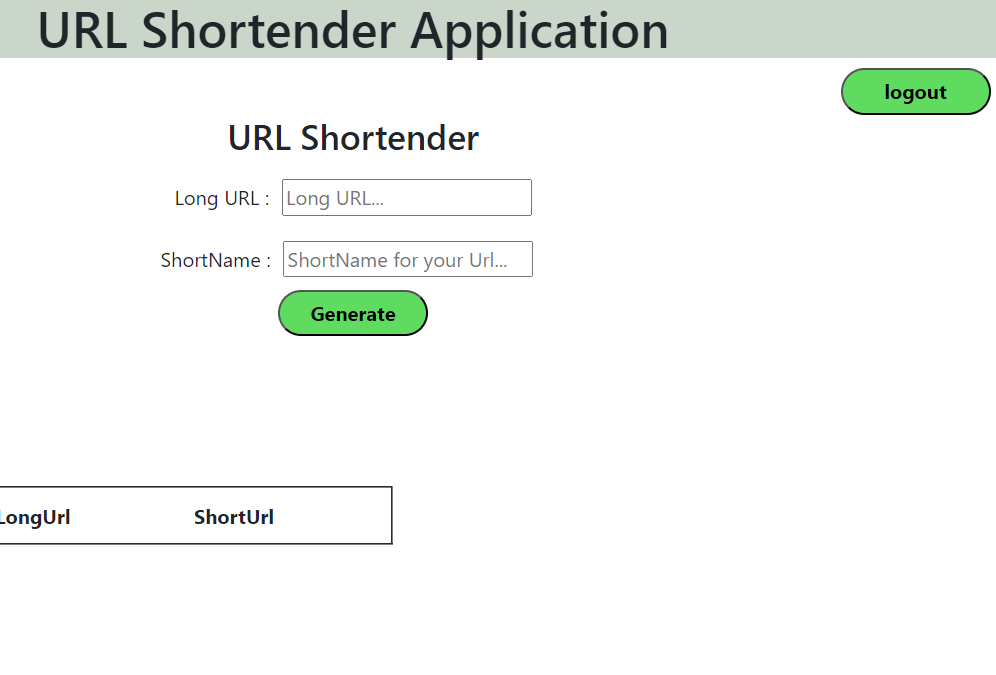 URL Shortender Application
logout
URL Shortender
Long URL : Long URL...
ShortName : ShortName for your Url...
Generate
LongUrl ShortUrl